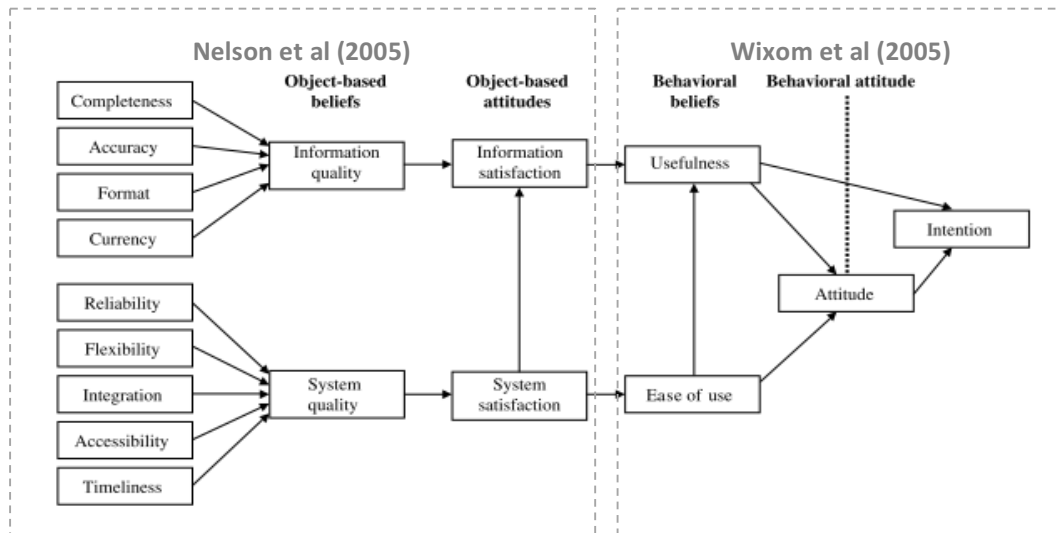 Nelson et al (2005)
Wixom et al (2005)
Object-based
beliefs
Object-based
attitudes
Behavioral
beliefs
Behavioral attitude
Completeness
Accuracy
Format
Currency
Information
quality
Information
satisfaction
Usefulness
Intention
Attitude
Reliability
Flexibility
Integration
Accessibility
Timeliness
System
quality
System
satisfaction
Ease of use